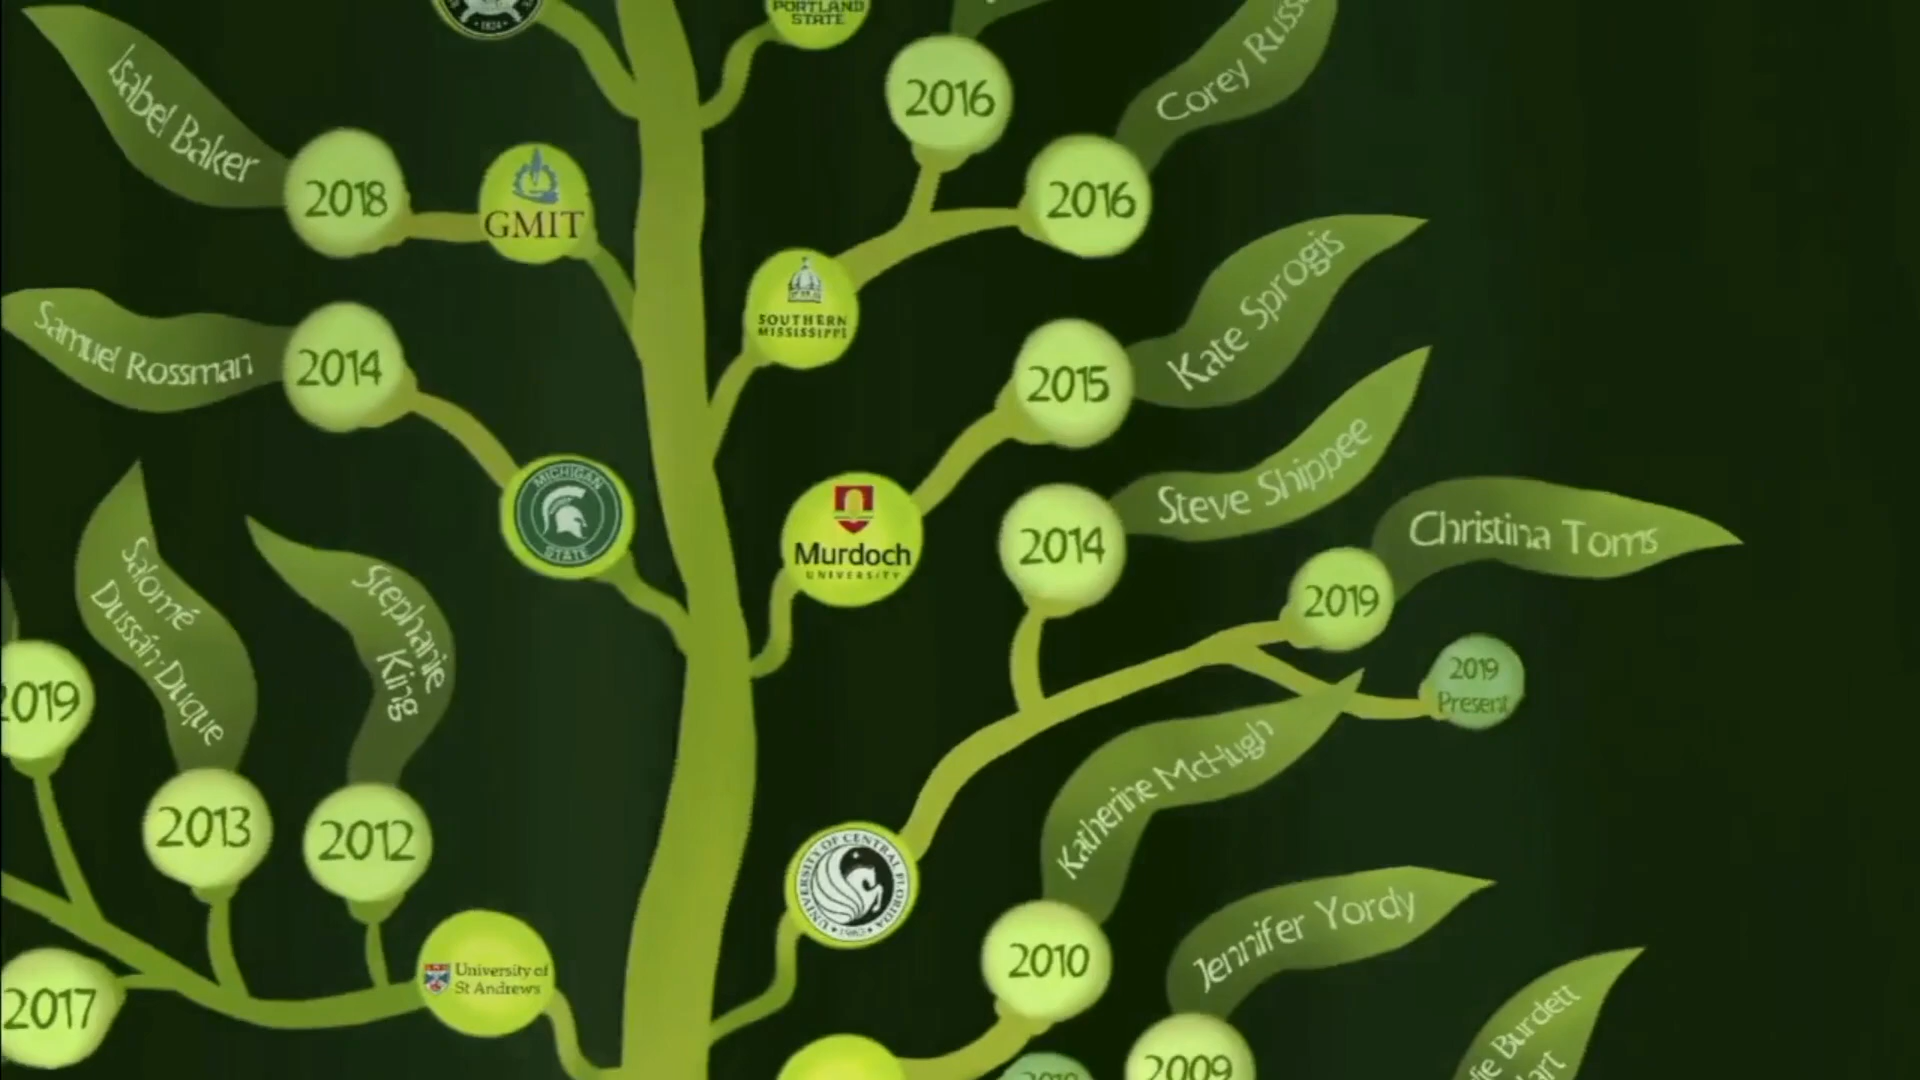 1824
PORTLAND
STATE
Isabel Baker
2018
GMIT
2016
Corey Russ
2016
SOUTHERN
MISSISSIPPI
Kate Sprogis
2015
Samuel Rossman
2014
MICHIGAN
STATE
Murdoch
UNIVERSITY
Steve Shippee
2014
Christina Toms
2019
2019
Present
Salomé
Dussán-Duque
Stephanie
King
2019
2013
2012
Katherine McHugh
UNIVERSITY OF CENTRAL FLORIDA
1963
2010
Jennifer Yordy
University of
St Andrews
2017
2009
Burdett